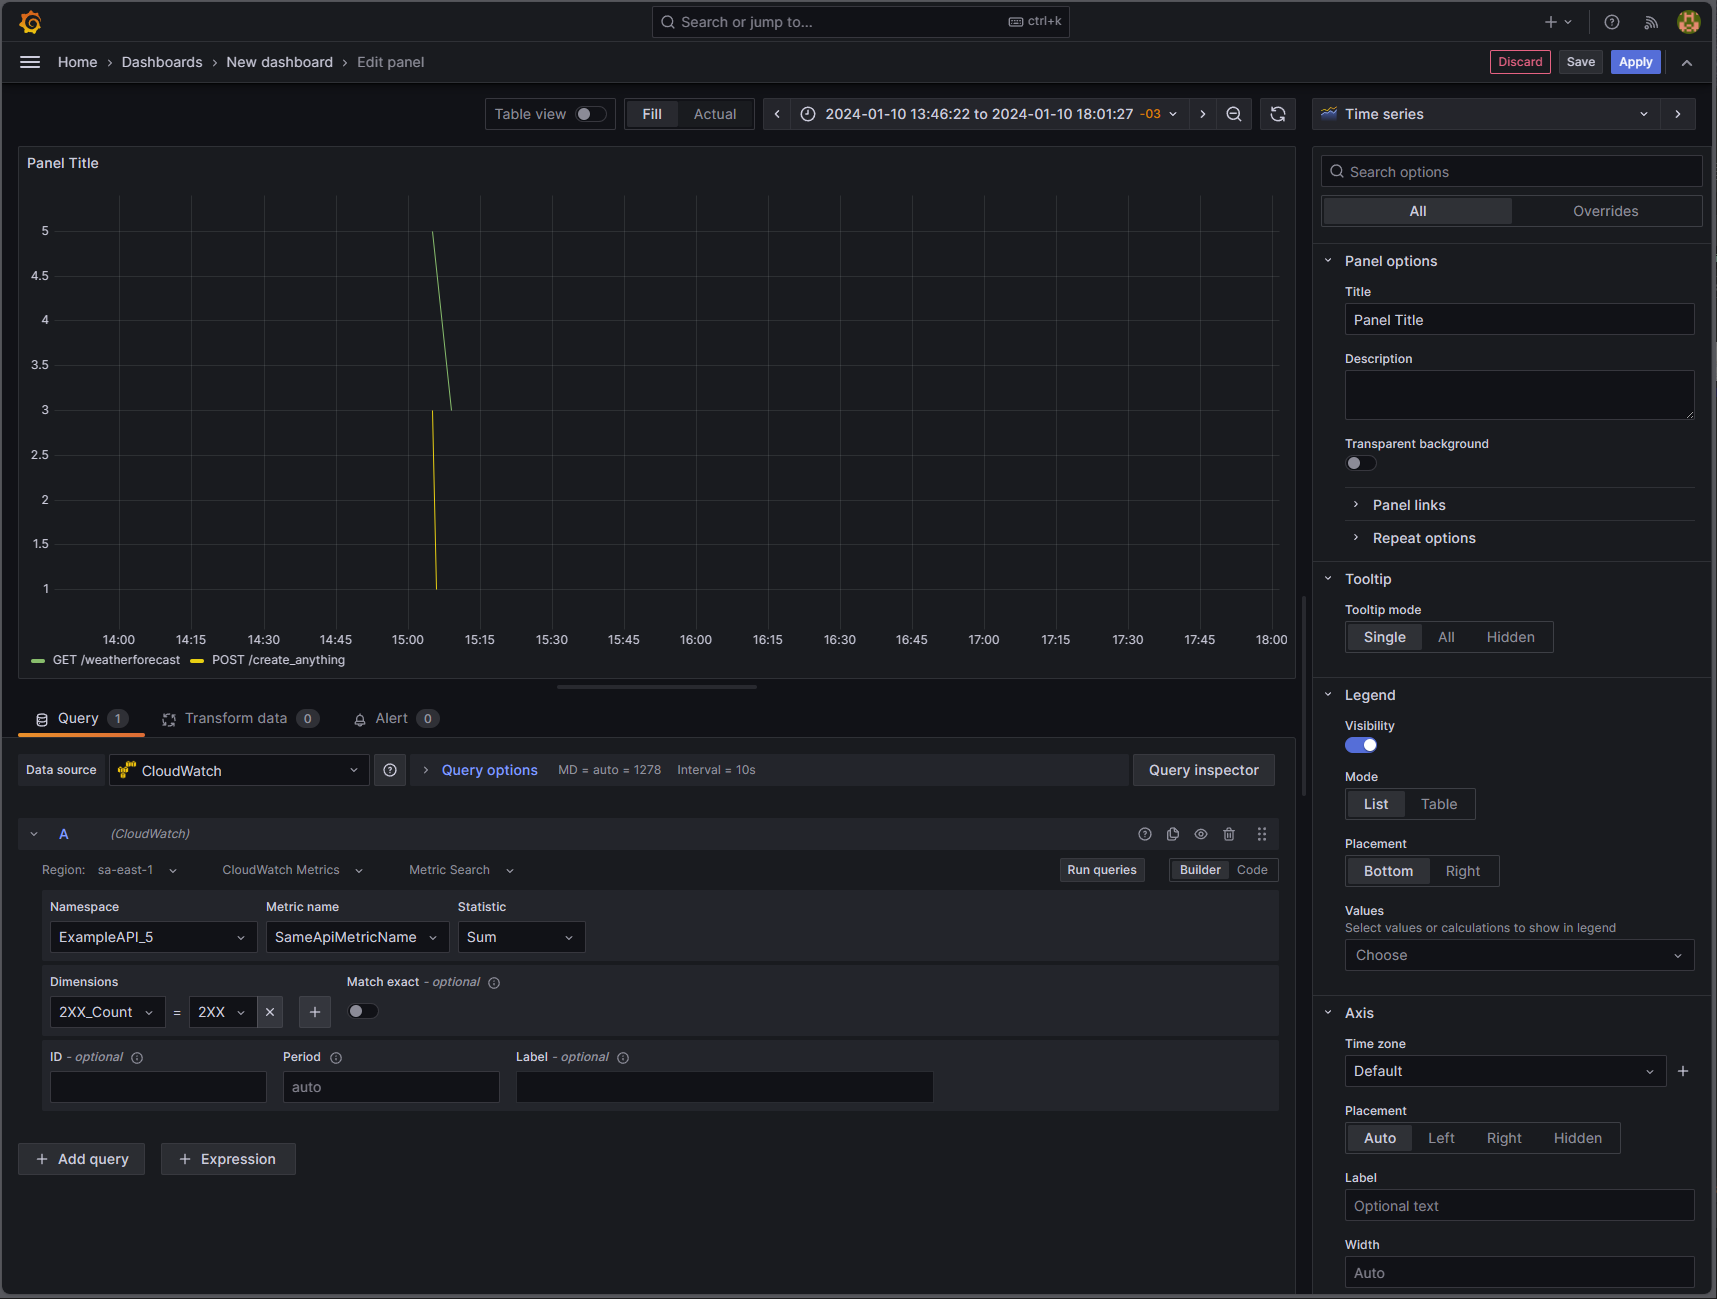 Search or jump to...
ctrl+k
Home
Dashboards
New dashboard
Edit panel
Discard
Save
Apply
Table view
Fill
Actual
2024-01-10 13:46:22 to 2024-01-10 18:01:27 -03
Time series
Panel Title
5
4.5
4
3.5
3
2.5
2
1.5
1
14:00 14:15 14:30 14:45 15:00 15:15 15:30 15:45 16:00 16:15 16:30 16:45 17:00 17:15 17:30 17:45 18:00
GET /weatherforecast POST /create_anything
Query 1
Transform data 0
Alert 0
Data source
CloudWatch
Query options
MD = auto = 1278
Interval = 10s
Query inspector
A
(CloudWatch)
Region: sa-east-1
CloudWatch Metrics
Metric Search
Run queries
Builder
Code
Namespace
Metric name
Statistic
ExampleAPI_5
SameApiMetricName
Sum
Dimensions
Match exact - optional
2XX_Count = 2XX
ID - optional
Period
Label - optional
auto
+ Add query
+ Expression
Search options
All
Overrides
Panel options
Title
Panel Title
Description
Transparent background
Panel links
Repeat options
Tooltip
Tooltip mode
Single
All
Hidden
Legend
Visibility
Mode
List
Table
Placement
Bottom
Right
Values
Select values or calculations to show in legend
Choose
Axis
Time zone
Default
Placement
Auto
Left
Right
Hidden
Label
Optional text
Width
Auto